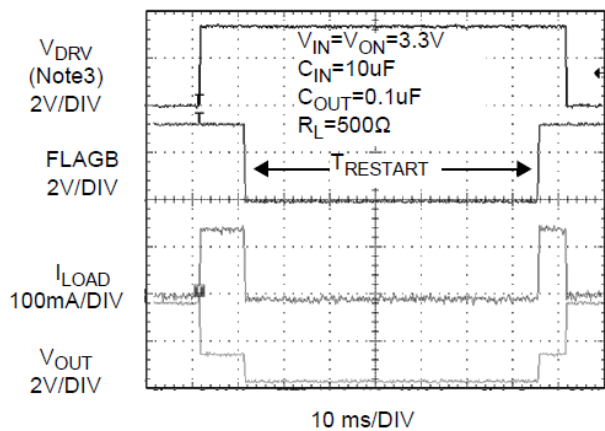 V_DRV
(Note3)
2V/DIV
V_IN=V_ON=3.3V
C_IN=10uF
C_OUT=0.1uF
R_L=500Ω
T
T
FLAGB
2V/DIV
T_RESTART
I_LOAD
100mA/DIV
V_OUT
2V/DIV
10 ms/DIV